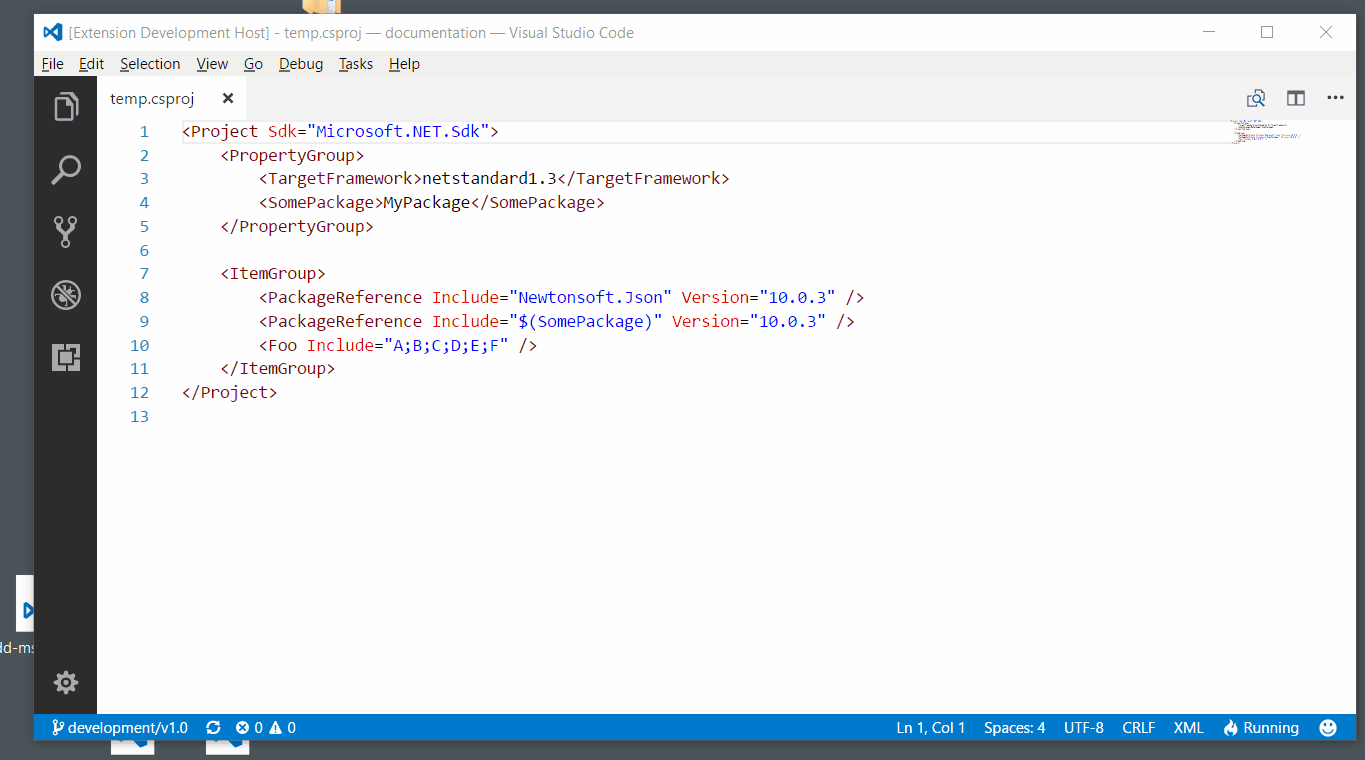 [Extension Development Host] - temp.csproj — documentation — Visual Studio Code
File Edit Selection View Go Debug Tasks Help
temp.csproj
1 <Project Sdk="Microsoft.NET.Sdk">
2     <PropertyGroup>
3         <TargetFramework>netstandard1.3</TargetFramework>
4         <SomePackage>MyPackage</SomePackage>
5     </PropertyGroup>
6
7     <ItemGroup>
8         <PackageReference Include="Newtonsoft.Json" Version="10.0.3" />
9         <PackageReference Include="$(SomePackage)" Version="10.0.3" />
10         <Foo Include="A;B;C;D;E;F" />
11     </ItemGroup>
12 </Project>
13
development/v1.0 0 0 Ln 1, Col 1 Spaces: 4 UTF-8 CRLF XML Running